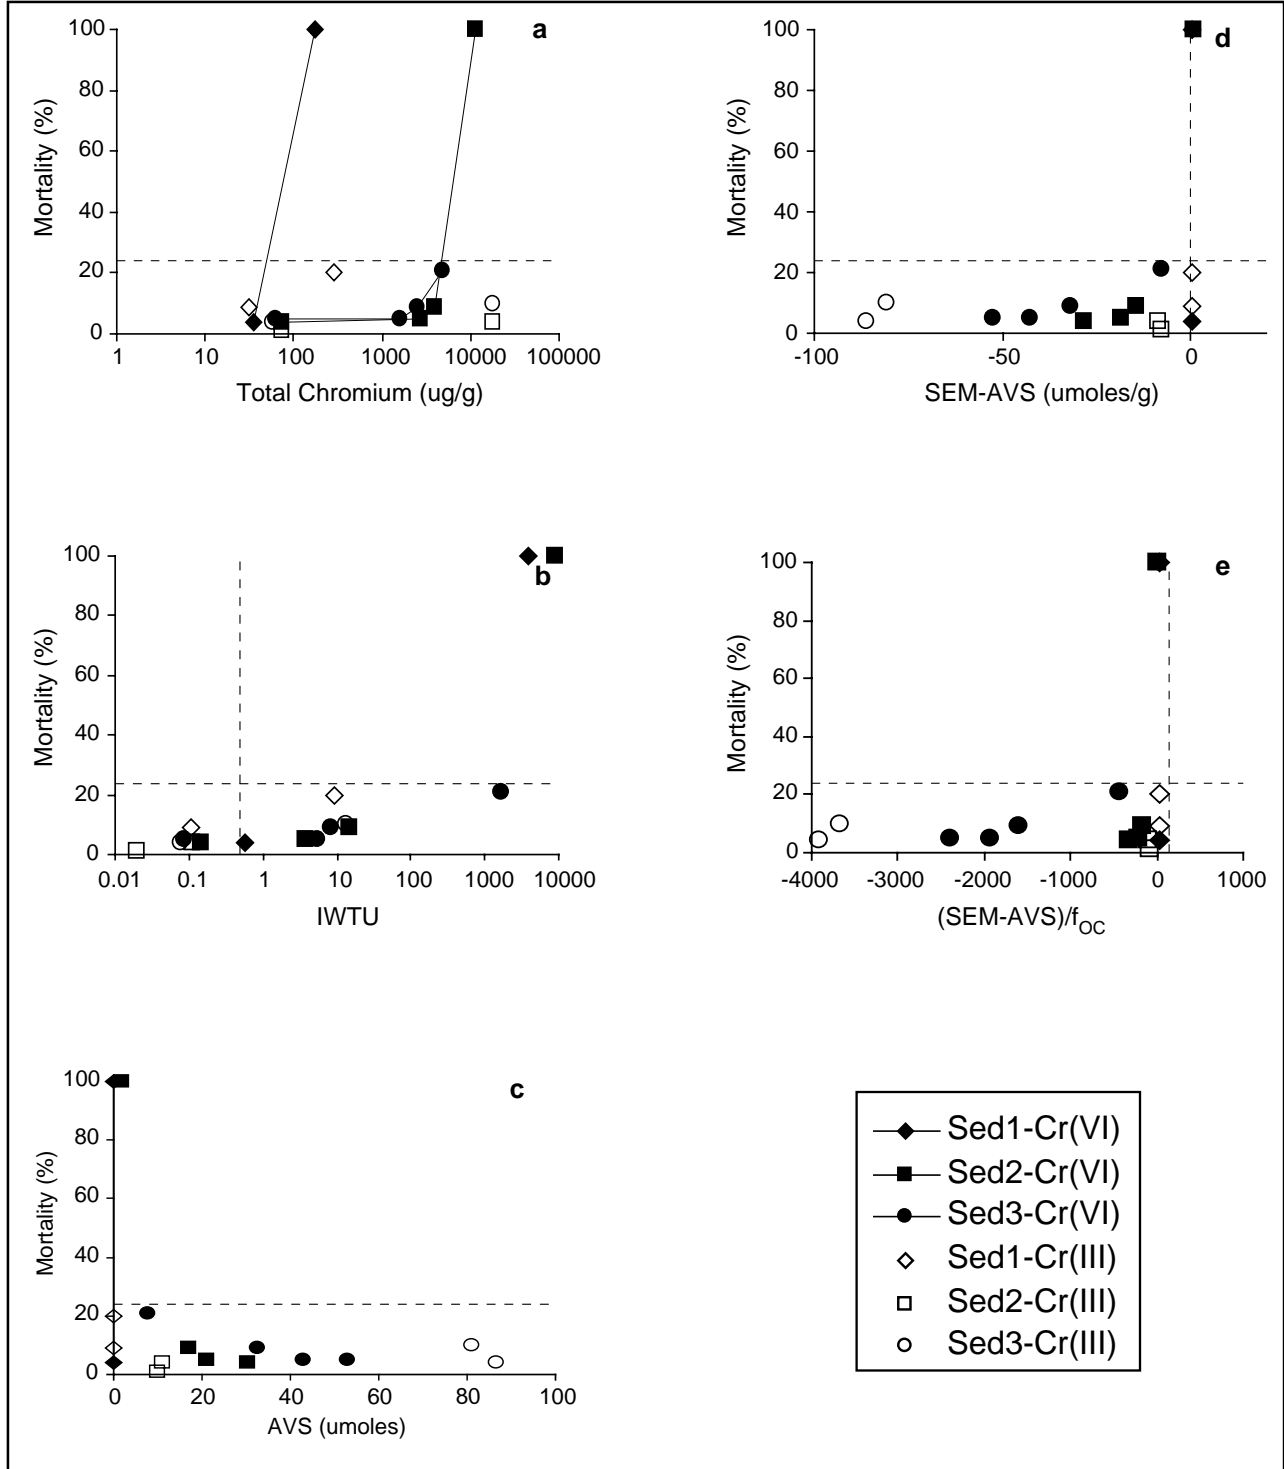 a
Mortality (%)
100
80
60
40
20
0
1 10 100 1000 10000 100000
Total Chromium (ug/g)
d
Mortality (%)
100
80
60
40
20
0
-100 -50 0
SEM-AVS (umoles/g)
b
Mortality (%)
100
80
60
40
20
0
0.01 0.1 1 10 100 1000 10000
IWTU
e
Mortality (%)
100
80
60
40
20
0
-4000 -3000 -2000 -1000 0 1000
(SEM-AVS)/fOC
c
Mortality (%)
100
80
60
40
20
0
0 20 40 60 80 100
AVS (umoles)
Sed1-Cr(VI)
Sed2-Cr(VI)
Sed3-Cr(VI)
Sed1-Cr(III)
Sed2-Cr(III)
Sed3-Cr(III)